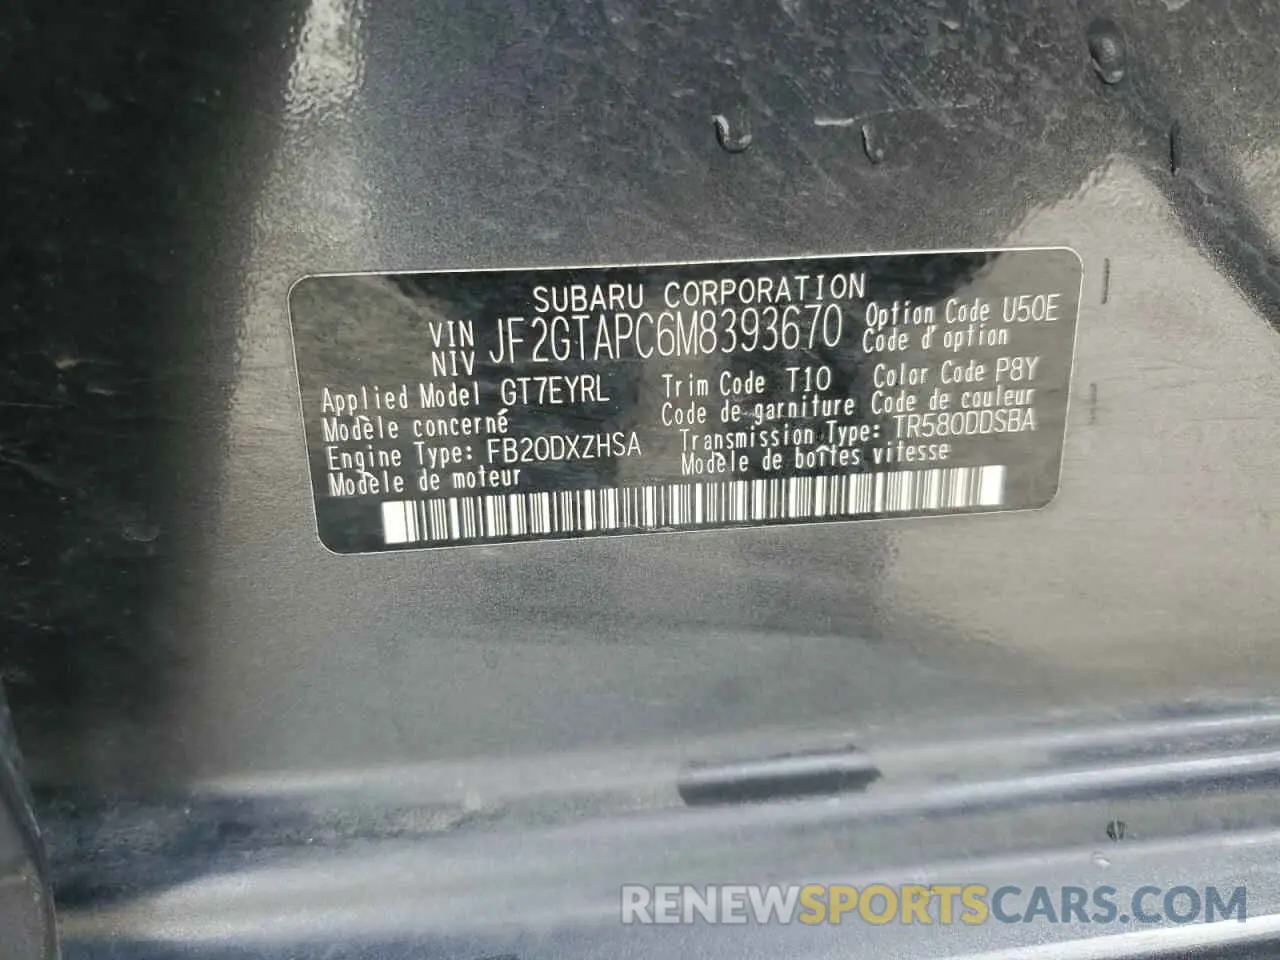 SUBARU CORPORATION
VIN
NIV
JF2GTAPC6M8393670
Option Code U50E
Code d'option
Applied Model GT7EYRL
Modèle concerné
Trim Code T10
Code de garniture
Color Code P8Y
Code de couleur
Engine Type: FB20DXZHSA
Modèle de moteur
Transmission Type: TR580DDSBA
Modèle de boîtes vitesse
RENEWSPORTSCARS.COM